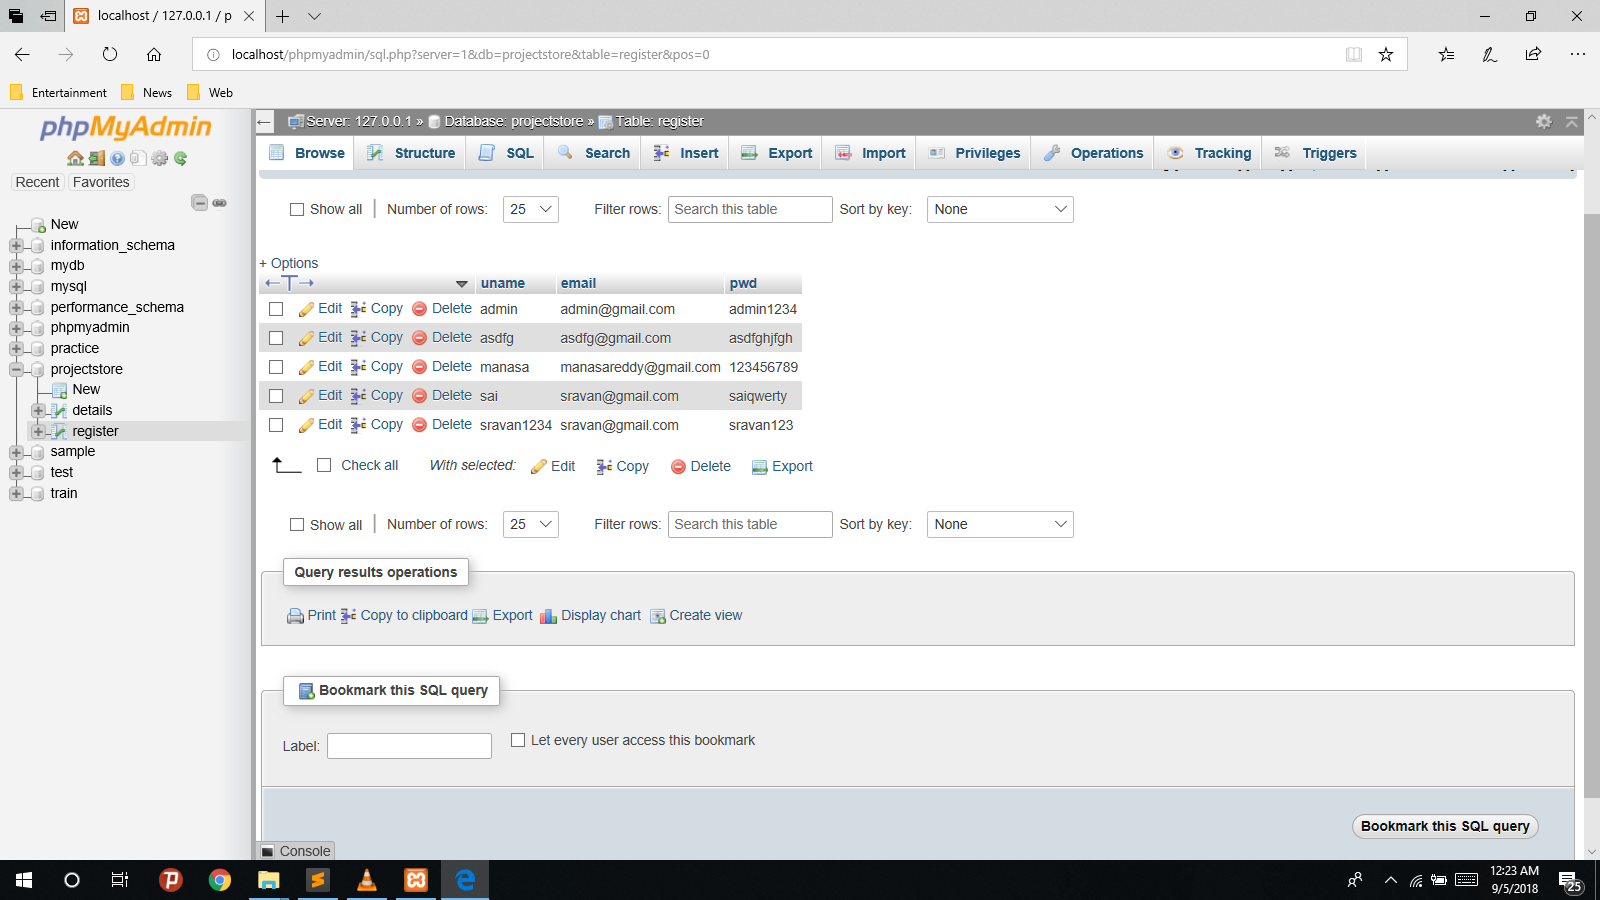 localhost / 127.0.0.1 / p
localhost/phpmyadmin/sql.php?server=1&db=projectstore&table=register&pos=0
Entertainment News Web
phpMyAdmin
Recent Favorites
New
information_schema
mydb
mysql
performance_schema
phpmyadmin
practice
projectstore
New
details
register
sample
test
train
Server: 127.0.0.1 » Database: projectstore » Table: register
Browse Structure SQL Search Insert Export Import Privileges Operations Tracking Triggers
Show all Number of rows: 25 Filter rows: Search this table Sort by key: None
+ Options
uname email pwd
Edit Copy Delete admin admin@gmail.com admin1234
Edit Copy Delete asdfg asdfg@gmail.com asdfghjfgh
Edit Copy Delete manasa manasareddy@gmail.com 123456789
Edit Copy Delete sai sravan@gmail.com saiqwerty
Edit Copy Delete sravan1234 sravan@gmail.com sravan123
Check all With selected: Edit Copy Delete Export
Show all Number of rows: 25 Filter rows: Search this table Sort by key: None
Query results operations
Print Copy to clipboard Export Display chart Create view
Bookmark this SQL query
Label: Let every user access this bookmark
Bookmark this SQL query
Console
12:23 AM
9/5/2018
25